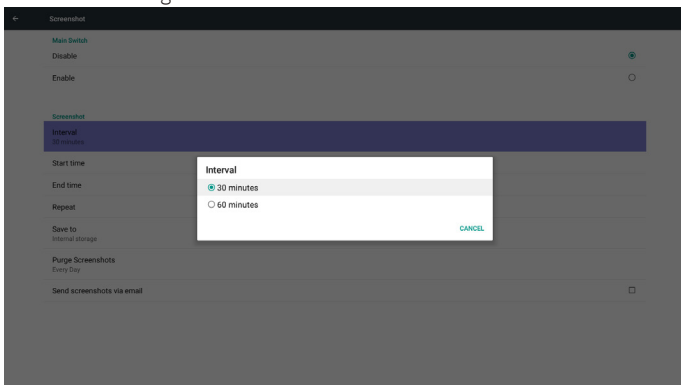 Screenshot
Main Switch
Disable
Enable
Screenshot
Interval
30 minutes
Start time
End time
Repeat
Save to
Internal storage
Purge Screenshots
Every Day
Send screenshots via email
Interval
30 minutes
60 minutes
CANCEL